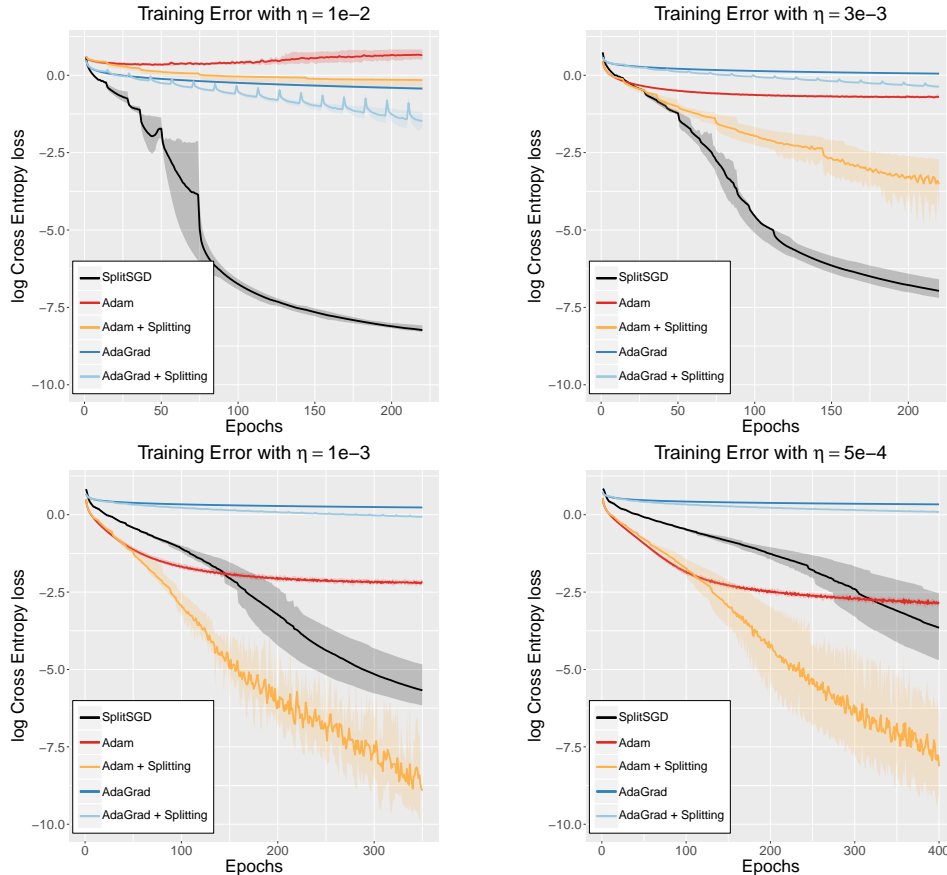 Training Error with η = 1e−2
log Cross Entropy loss
0.0
−2.5
−5.0
−7.5
−10.0
SplitSGD
Adam
Adam + Splitting
AdaGrad
AdaGrad + Splitting
0 50 100 150 200
Epochs
Training Error with η = 3e−3
log Cross Entropy loss
0.0
−2.5
−5.0
−7.5
−10.0
SplitSGD
Adam
Adam + Splitting
AdaGrad
AdaGrad + Splitting
0 50 100 150 200
Epochs
Training Error with η = 1e−3
log Cross Entropy loss
0.0
−2.5
−5.0
−7.5
−10.0
SplitSGD
Adam
Adam + Splitting
AdaGrad
AdaGrad + Splitting
0 100 200 300
Epochs
Training Error with η = 5e−4
log Cross Entropy loss
0.0
−2.5
−5.0
−7.5
−10.0
SplitSGD
Adam
Adam + Splitting
AdaGrad
AdaGrad + Splitting
0 100 200 300 400
Epochs